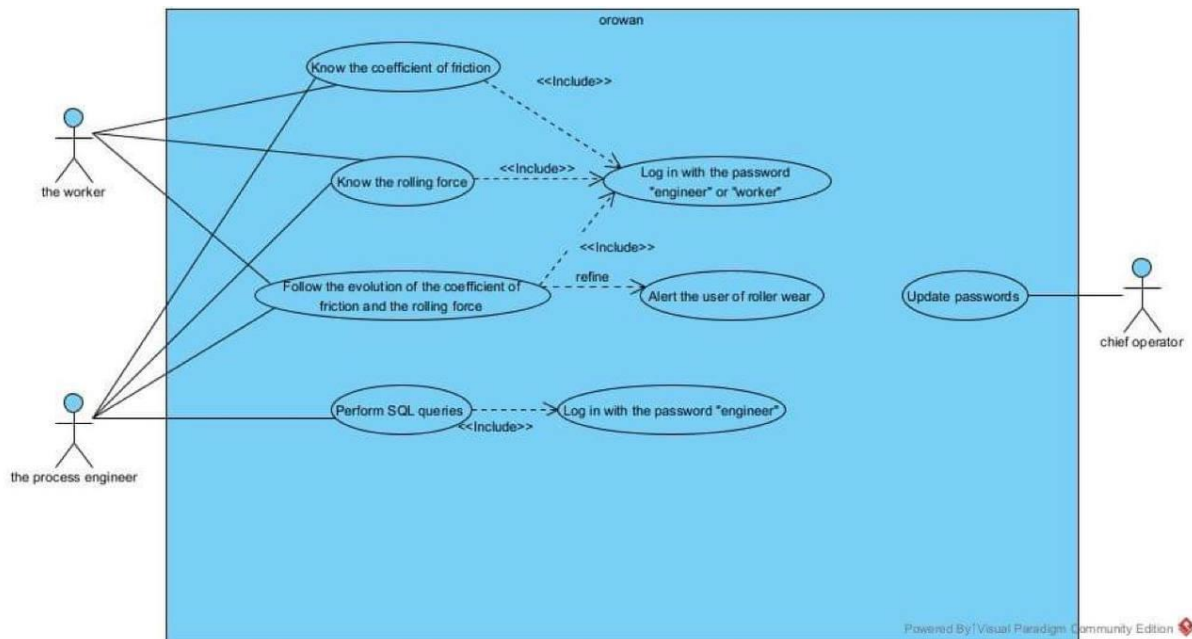 orowan
Know the coefficient of friction
<<Include>>
the worker
Know the rolling force
<<Include>>
Log in with the password
"engineer" or "worker"
<<Include>>
Follow the evolution of the coefficient of
friction and the rolling force
refine
Alert the user of roller wear
Update passwords
chief operator
Perform SQL queries
<<Include>>
Log in with the password "engineer"
the process engineer
Powered By Visual Paradigm Community Edition